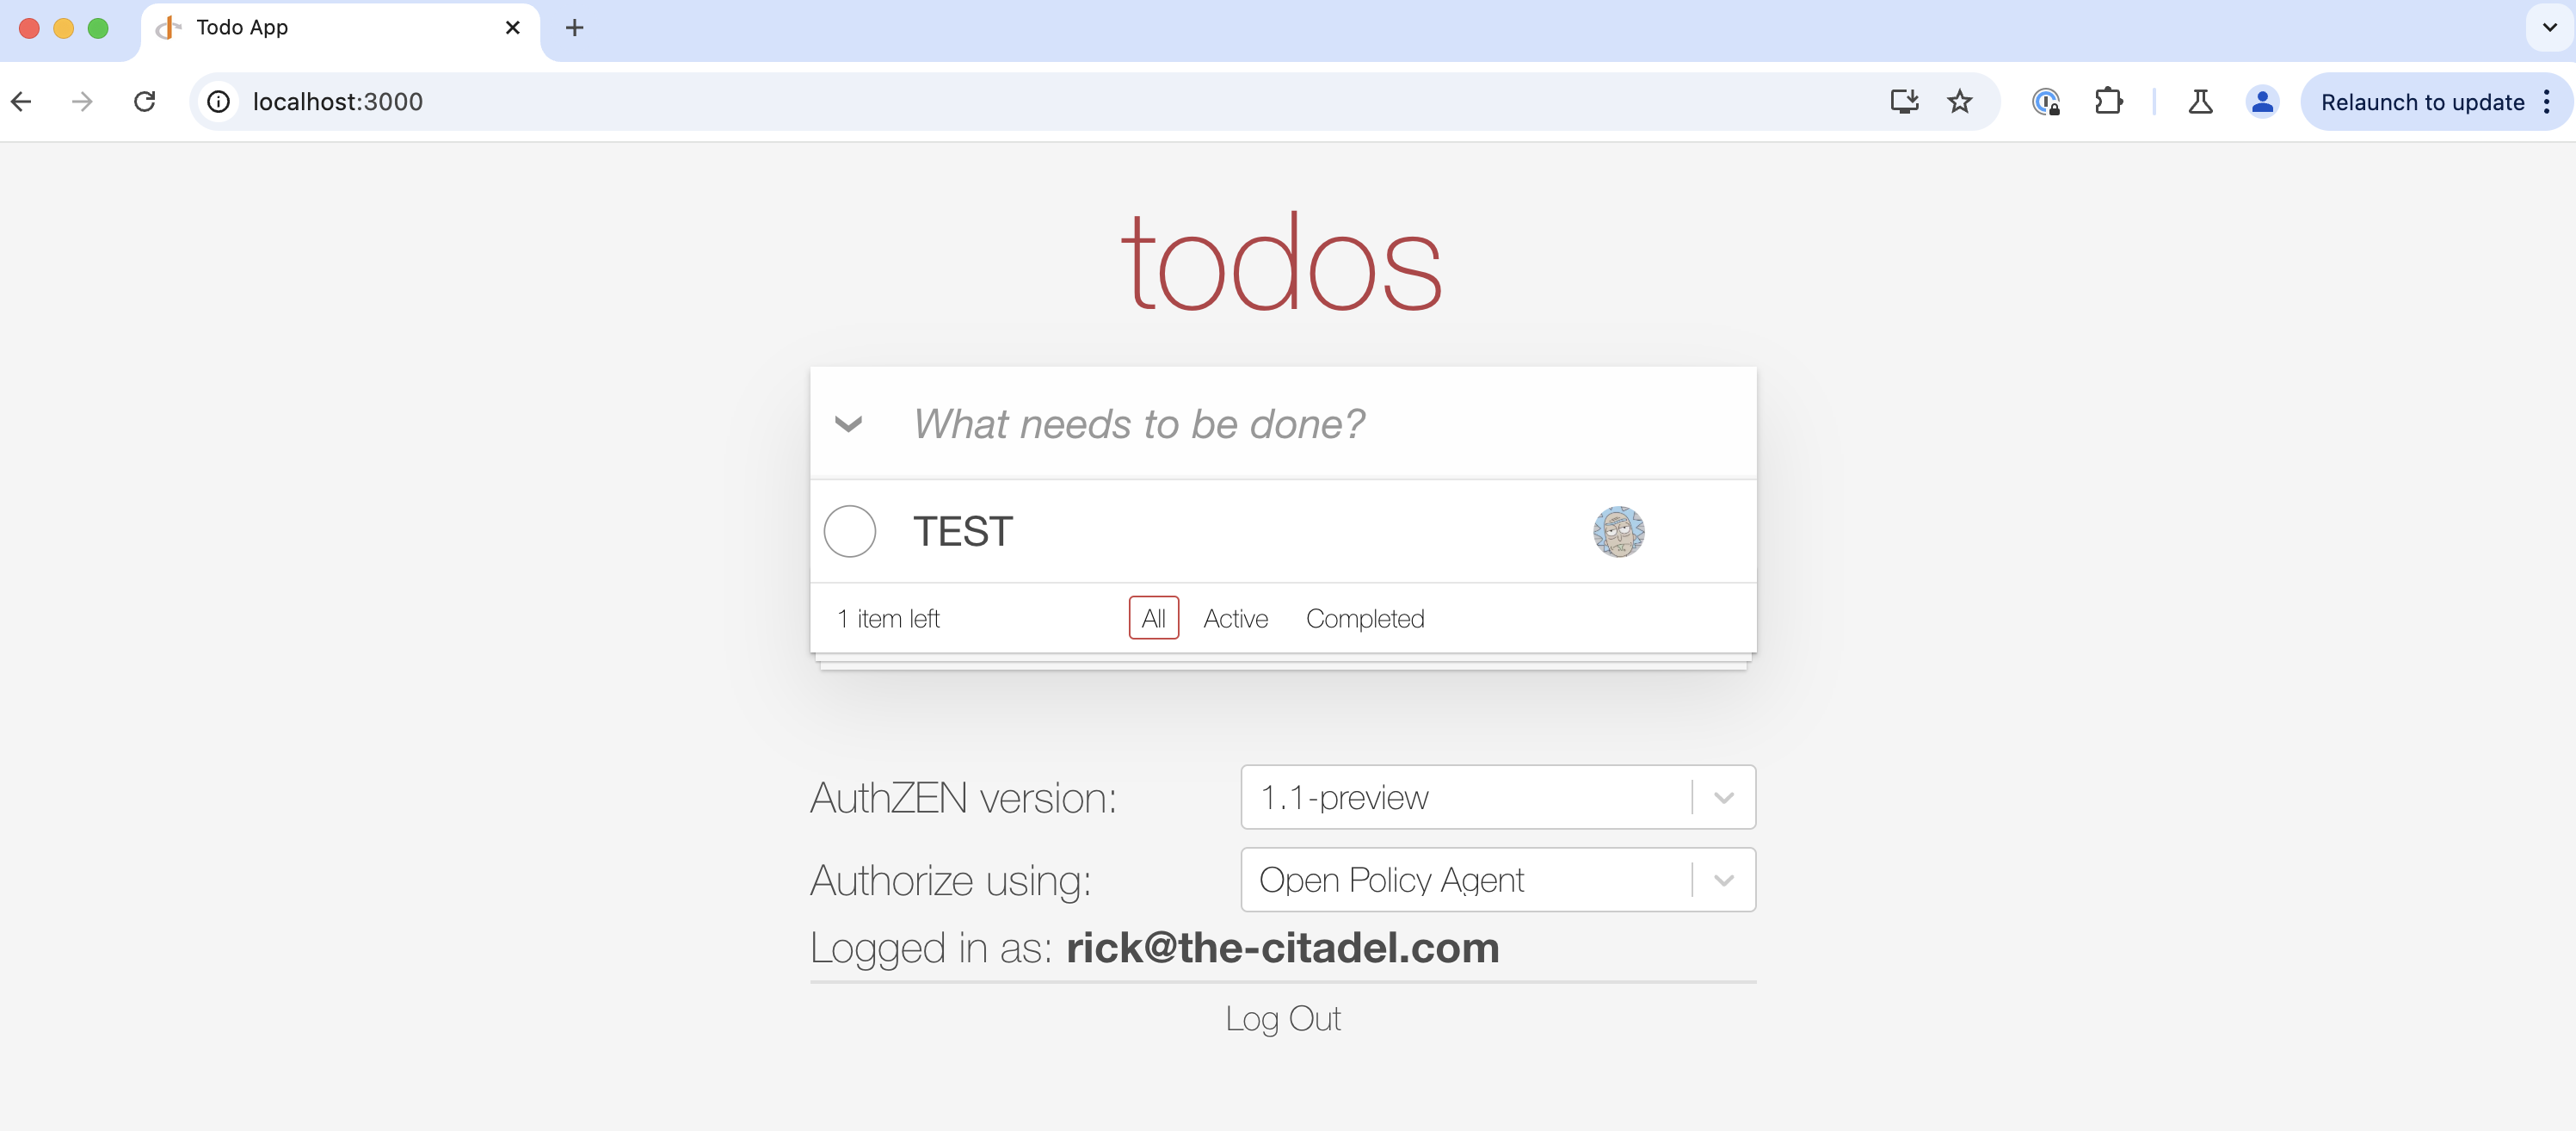 Todo App
localhost:3000
Relaunch to update
todos
What needs to be done?
TEST
1 item left All Active Completed
AuthZEN version: 1.1-preview
Authorize using: Open Policy Agent
Logged in as: rick@the-citadel.com
Log Out